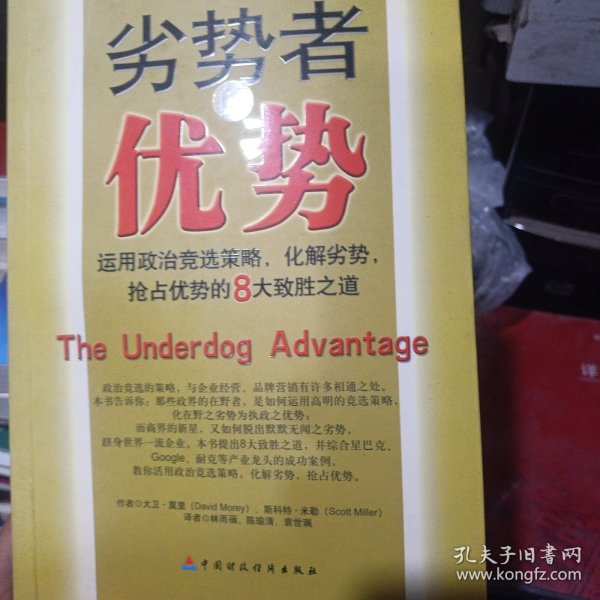 劣势者
优势
运用政治竞选策略，化解劣势，
抢占优势的8大致胜之道
The Underdog Advantage
政治竞选的策略，与企业经营、品牌营销有许多相通之处。
本书告诉你：那些政界的在野者，是如何运用高明的竞选策略，
化在野之劣势为执政之优势；
而商界的新星，又如何脱出默默无闻之劣势，
跻身世界一流企业。本书提出8大致胜之道，并综合星巴克、
Google、耐克等产业龙头的成功案例，
教你活用政治竞选策略，化解劣势，抢占优势。
作者◎大卫·莫里（David Morey）、斯科特·米勒（Scott Miller）
译者◎林雨蒨、陈瑜清、袁世珮
中国财政经济出版社
详
孔夫子旧书网
www.kongfz.com